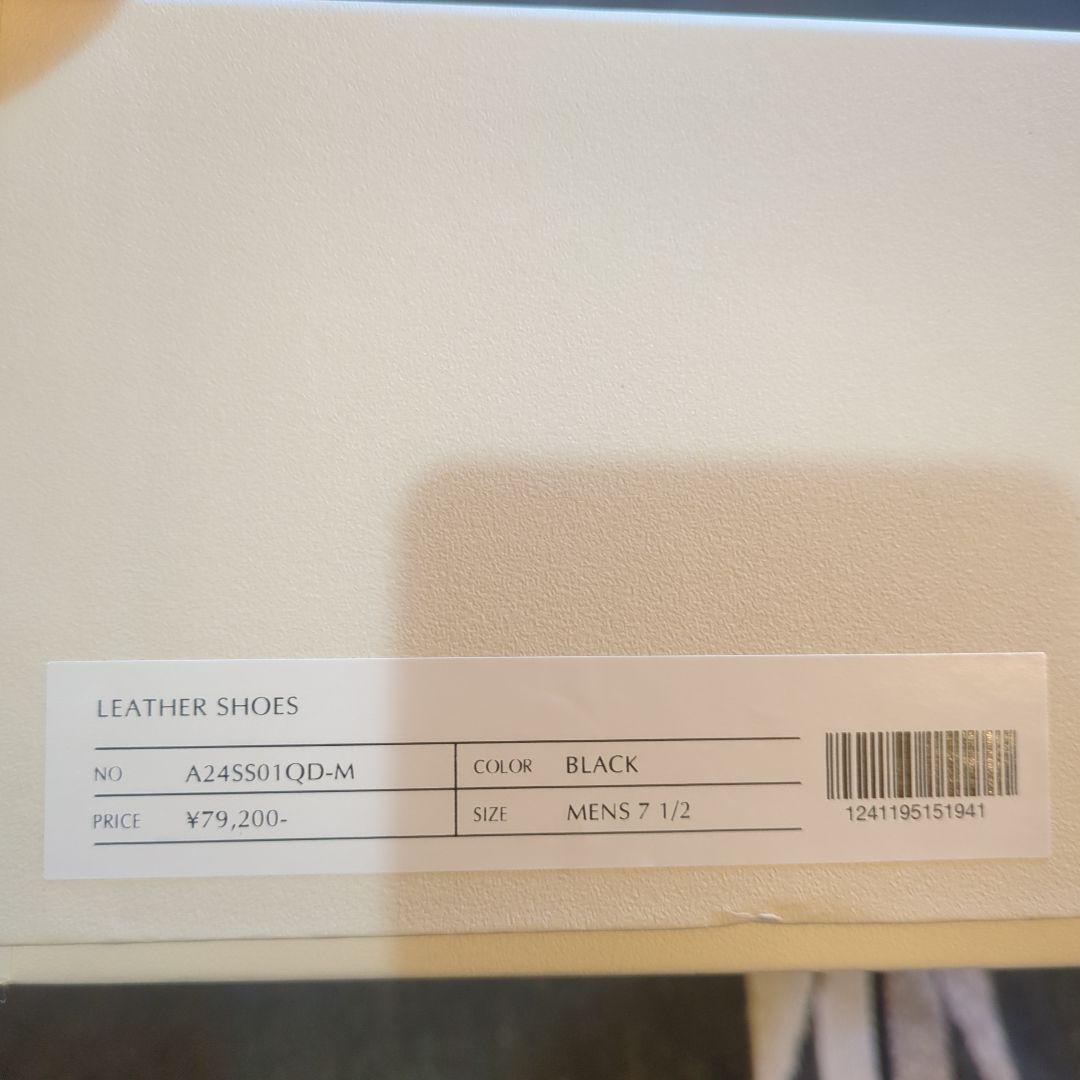 LEATHER SHOES
NO A24SS01QD-M COLOR BLACK
PRICE ¥79,200- SIZE MENS 7 1/2
1241195151941